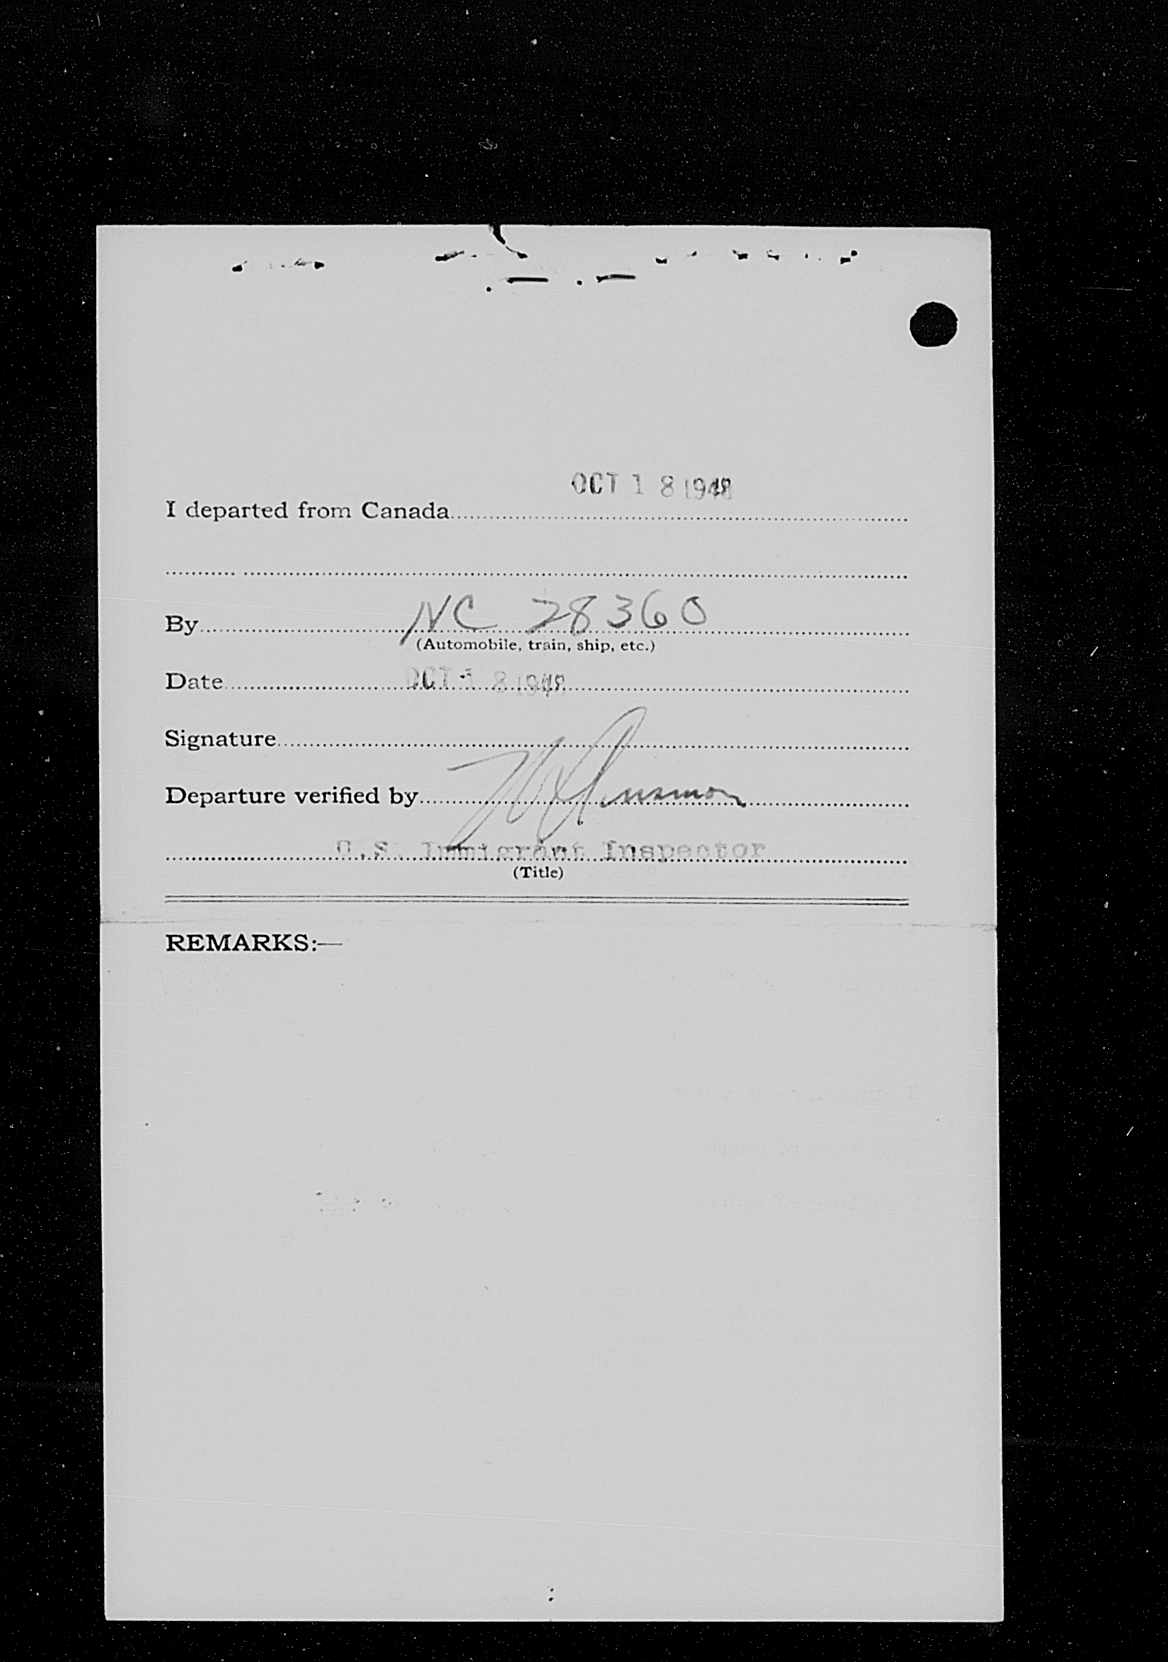 OCT 18 1948
I departed from Canada
By NC 28360
(Automobile, train, ship, etc.)
Date OCT 18 1948
Signature
Departure verified by
U.S. Immigrant Inspector
(Title)
REMARKS:—